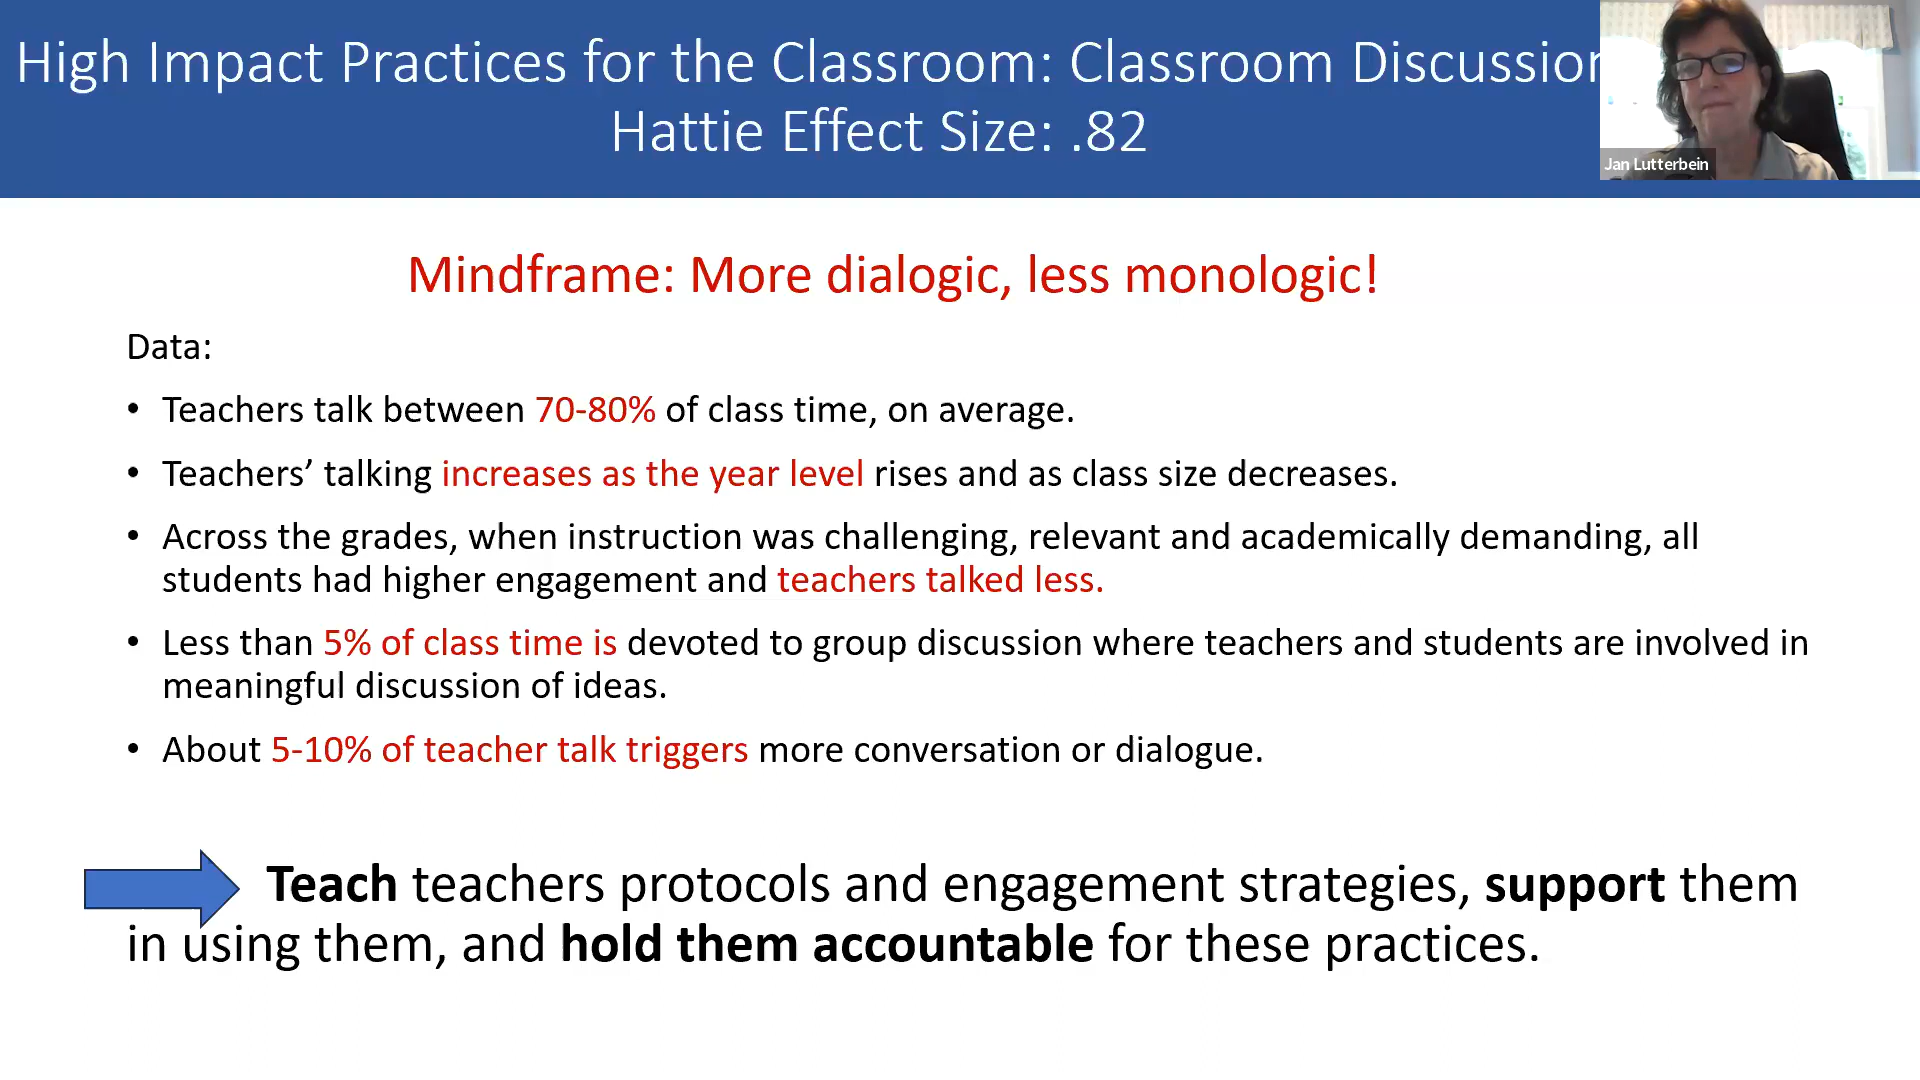 High Impact Practices for the Classroom: Classroom Discussion
Hattie Effect Size: .82
Jan Lutterbein
Mindframe: More dialogic, less monologic!
Data:
• Teachers talk between 70-80% of class time, on average.
• Teachers’ talking increases as the year level rises and as class size decreases.
• Across the grades, when instruction was challenging, relevant and academically demanding, all
students had higher engagement and teachers talked less.
• Less than 5% of class time is devoted to group discussion where teachers and students are involved in
meaningful discussion of ideas.
• About 5-10% of teacher talk triggers more conversation or dialogue.
Teach teachers protocols and engagement strategies, support them
in using them, and hold them accountable for these practices.